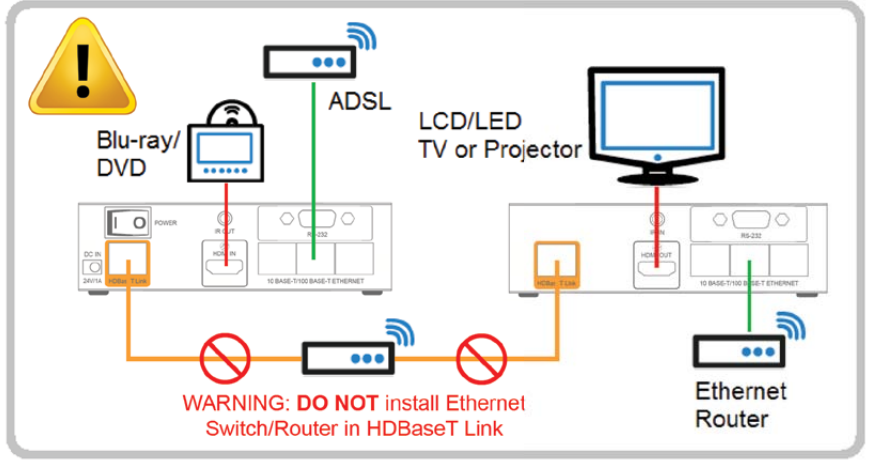 ADSL
Blu-ray/
DVD
LCD/LED
TV or Projector
POWER
IR OUT
RS-232
DC IN
24V/1A
HDBaseT Link
HDMI IN
10 BASE-T/100 BASE-T ETHERNET
IR IN
RS-232
HDBaseT Link
HDMI OUT
10 BASE-T/100 BASE-T ETHERNET
WARNING: DO NOT install Ethernet
Switch/Router in HDBaseT Link
Ethernet
Router